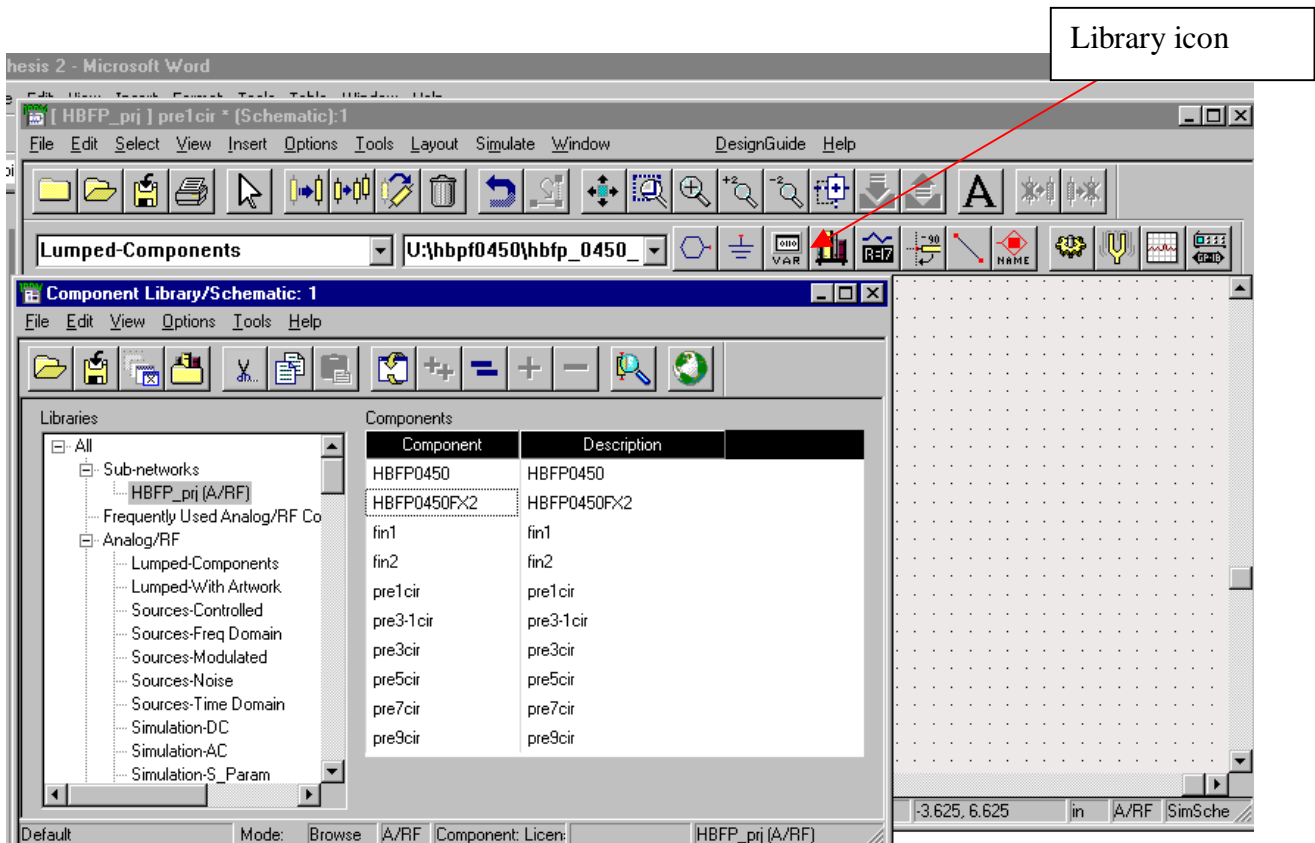 Library icon
hesis 2 - Microsoft Word
[ HBFP_prj ] pre1cir * (Schematic):1
File Edit Select View Insert Options Tools Layout Simulate Window DesignGuide Help
+2 -2 A
Lumped-Components U:\hbpf0450\hbfp_0450_ VAR -90 NAME GPIB
Component Library/Schematic: 1
File Edit View Options Tools Help
Libraries
All
Sub-networks
HBFP_prj (A/RF)
Frequently Used Analog/RF Co
Analog/RF
Lumped-Components
Lumped-With Artwork
Sources-Controlled
Sources-Freq Domain
Sources-Modulated
Sources-Noise
Sources-Time Domain
Simulation-DC
Simulation-AC
Simulation-S_Param
Components
Component Description
HBFP0450 HBFP0450
HBFP0450FX2 HBFP0450FX2
fin1 fin1
fin2 fin2
pre1cir pre1cir
pre3-1cir pre3-1cir
pre3cir pre3cir
pre5cir pre5cir
pre7cir pre7cir
pre9cir pre9cir
-3.625, 6.625 in A/RF SimSche
Default Mode: Browse A/RF Component: Licen: HBFP_prj (A/RF)